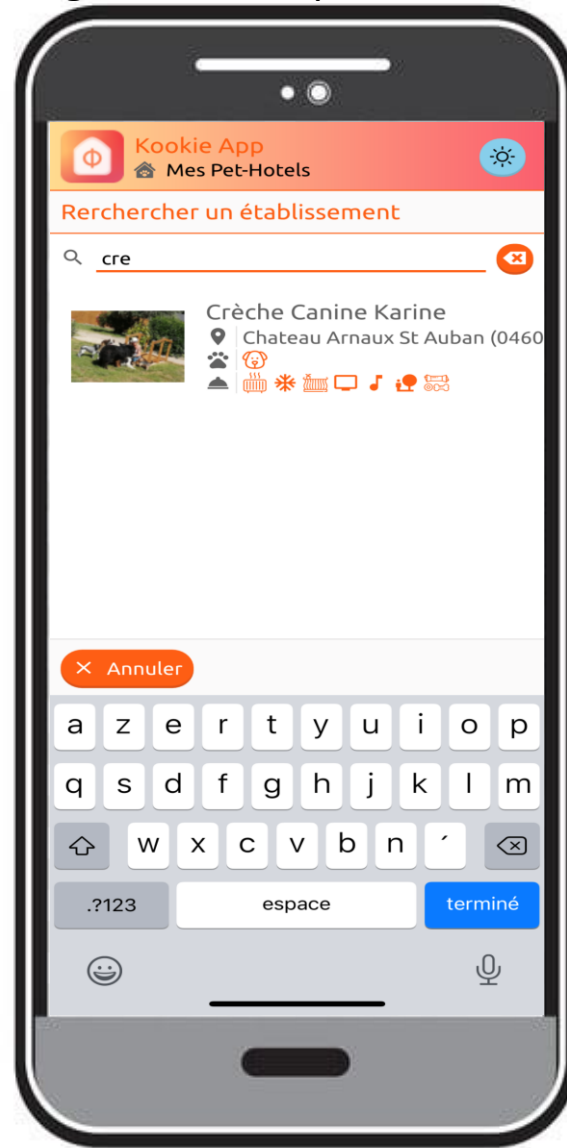 Kookie App
Mes Pet-Hotels
Rerchercher un établissement
cre
Crèche Canine Karine
Chateau Arnaux St Auban (0460
Annuler
a z e r t y u i o p
q s d f g h j k l m
w x c v b n ´
.?123 espace terminé